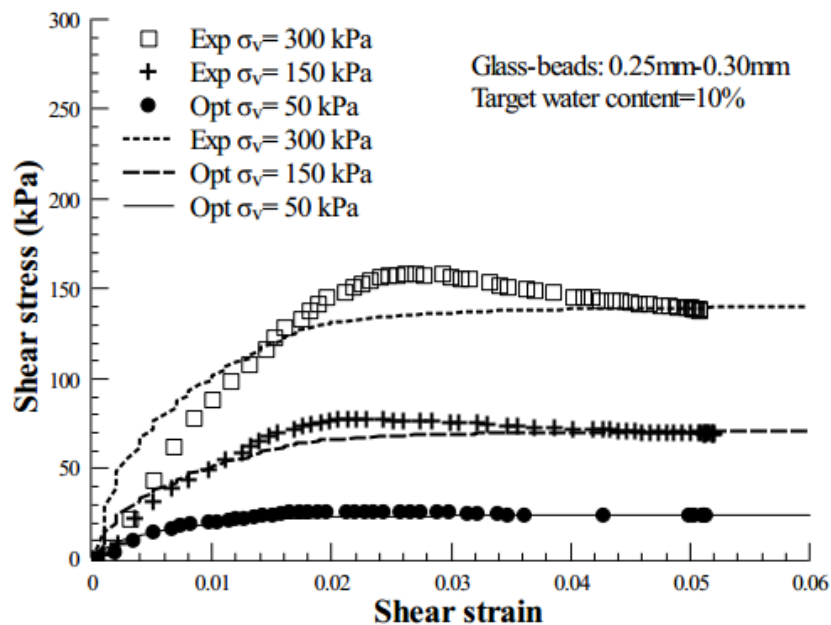 300
250
200
150
100
50
0
Shear stress (kPa)
Exp σv= 300 kPa
Exp σv= 150 kPa
Opt σv= 50 kPa
Exp σv= 300 kPa
Opt σv= 150 kPa
Opt σv= 50 kPa
Glass-beads: 0.25mm-0.30mm
Target water content=10%
0 0.01 0.02 0.03 0.04 0.05 0.06
Shear strain